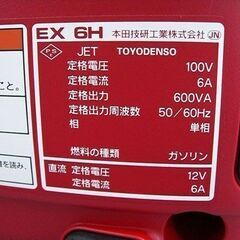 EX 6H 本田技研工業株式会社 JN
PSE JET TOYODENSO
定格電圧 100V
定格電流 6A
定格出力 600VA
定格出力周波数 50/60Hz
相 単相
燃料の種類 ガソリン
直流 定格電圧 12V
定格電流 6A
こと。
を読み、